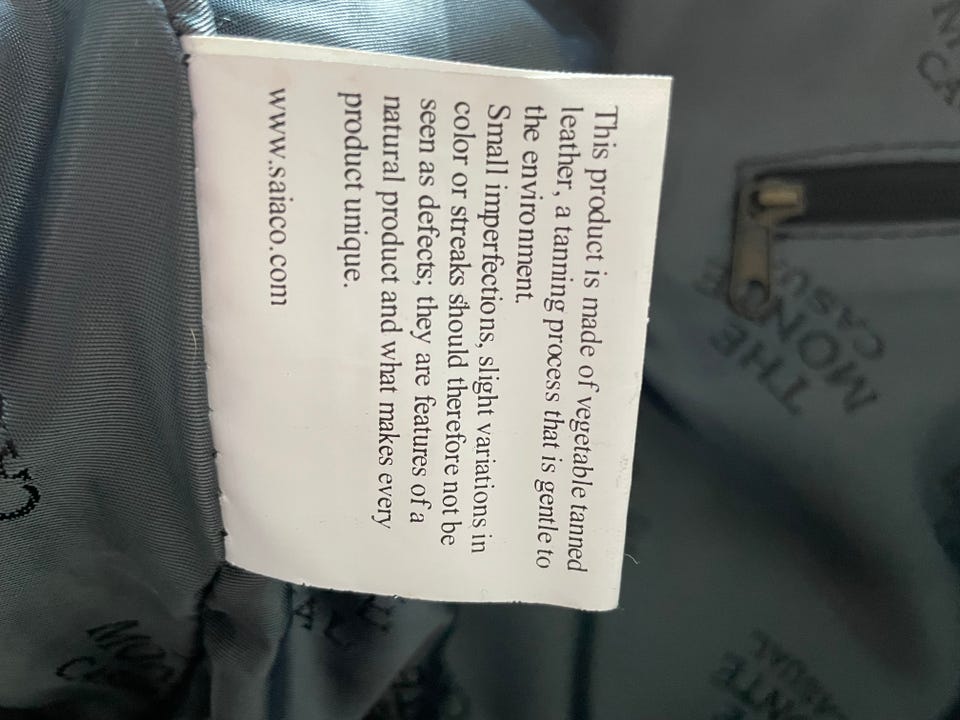 This product is made of vegetable tanned
leather, a tanning process that is gentle to
the environment.
Small imperfections, slight variations in
color or streaks should therefore not be
seen as defects; they are features of a
natural product and what makes every
product unique.
www.saiaco.com
THE
MONTE
CASUAL